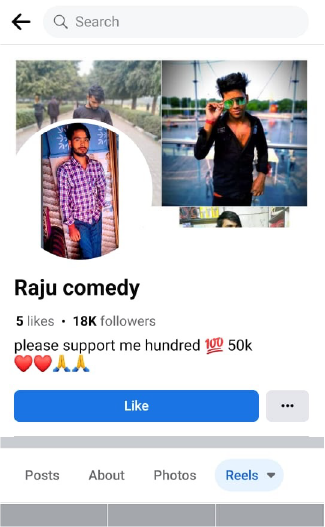 Search
Raju comedy
5 likes • 18K followers
please support me hundred 💯 50k
❤️❤️🙏🙏
Like
Posts About Photos Reels